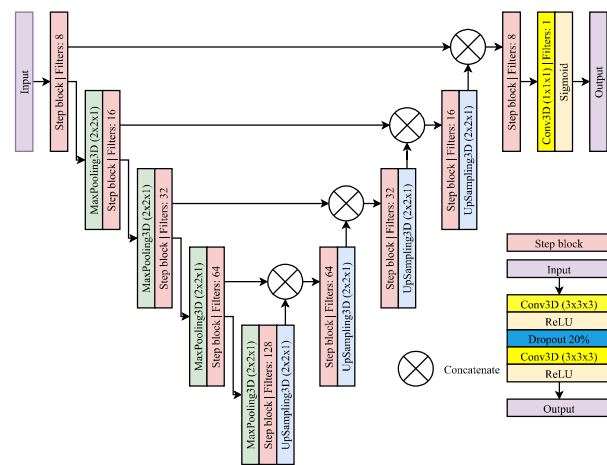 Input
Step block | Filters: 8
MaxPooling3D (2x2x1)
Step block | Filters: 16
MaxPooling3D (2x2x1)
Step block | Filters: 32
MaxPooling3D (2x2x1)
Step block | Filters: 64
MaxPooling3D (2x2x1)
Step block | Filters: 128
UpSampling3D (2x2x1)
Step block | Filters: 64
UpSampling3D (2x2x1)
Step block | Filters: 32
UpSampling3D (2x2x1)
Step block | Filters: 16
UpSampling3D (2x2x1)
Step block | Filters: 8
Conv3D (1x1x1) | Filters: 1
Sigmoid
Output
Concatenate
Step block
Input
Conv3D (3x3x3)
ReLU
Dropout 20%
Conv3D (3x3x3)
ReLU
Output